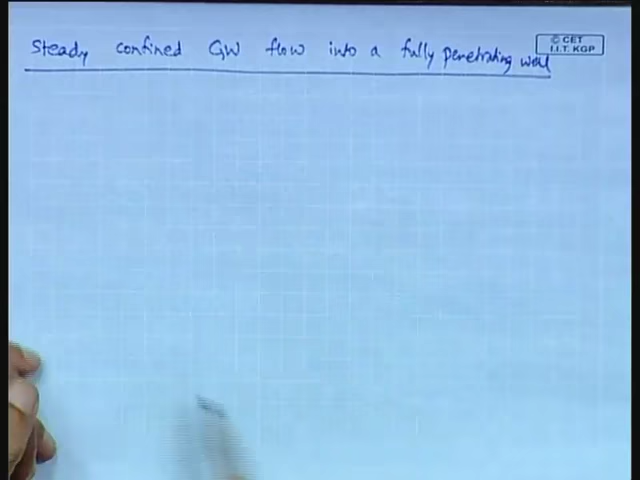 Steady confined GW flow into a fully penetrating well
© CET
I.I.T. KGP